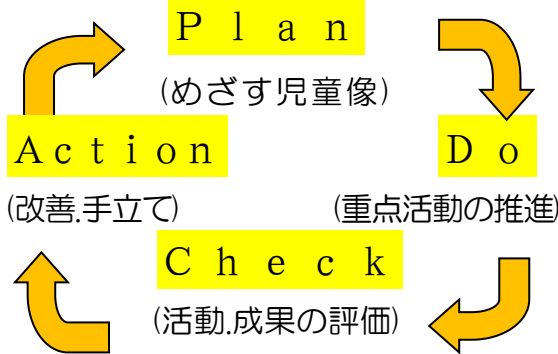 Plan
(めざす児童像)
Action
(改善.手立て)
Do
(重点活動の推進)
Check
(活動.成果の評価)